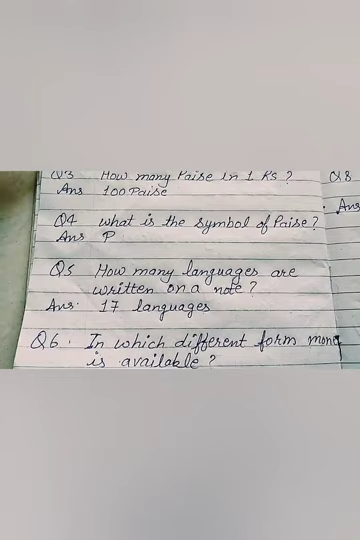 Q3 How many Paise in 1 Rs ? Q8
Ans 100 Paise
Ans
Q4 what is the symbol of Paise?
Ans P
Q5 How many languages are
written on a note ?
Ans. 17 languages
Q6. In which different form money
is available ?